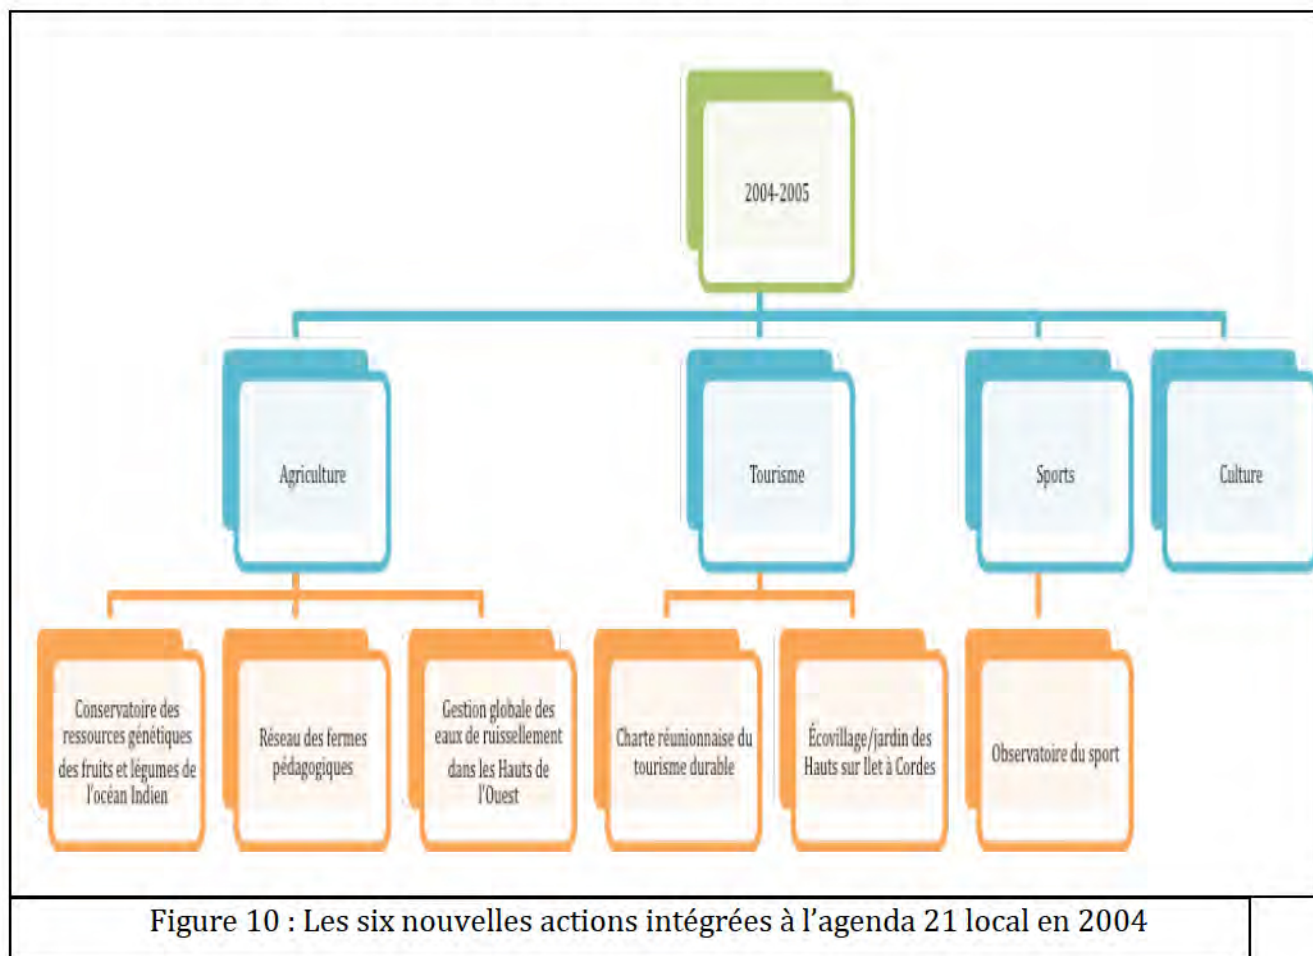 2004-2005
Agriculture
Tourisme
Sports
Culture
Conservatoire des
ressources génétiques
des fruits et légumes de
l'océan Indien
Réseau des fermes
pédagogiques
Gestion globale des
eaux de ruissellement
dans les Hauts de
l'Ouest
Charte réunionnaise du
tourisme durable
Écovillage/jardin des
Hauts sur Ilet à Cordes
Observatoire du sport
Figure 10 : Les six nouvelles actions intégrées à l'agenda 21 local en 2004